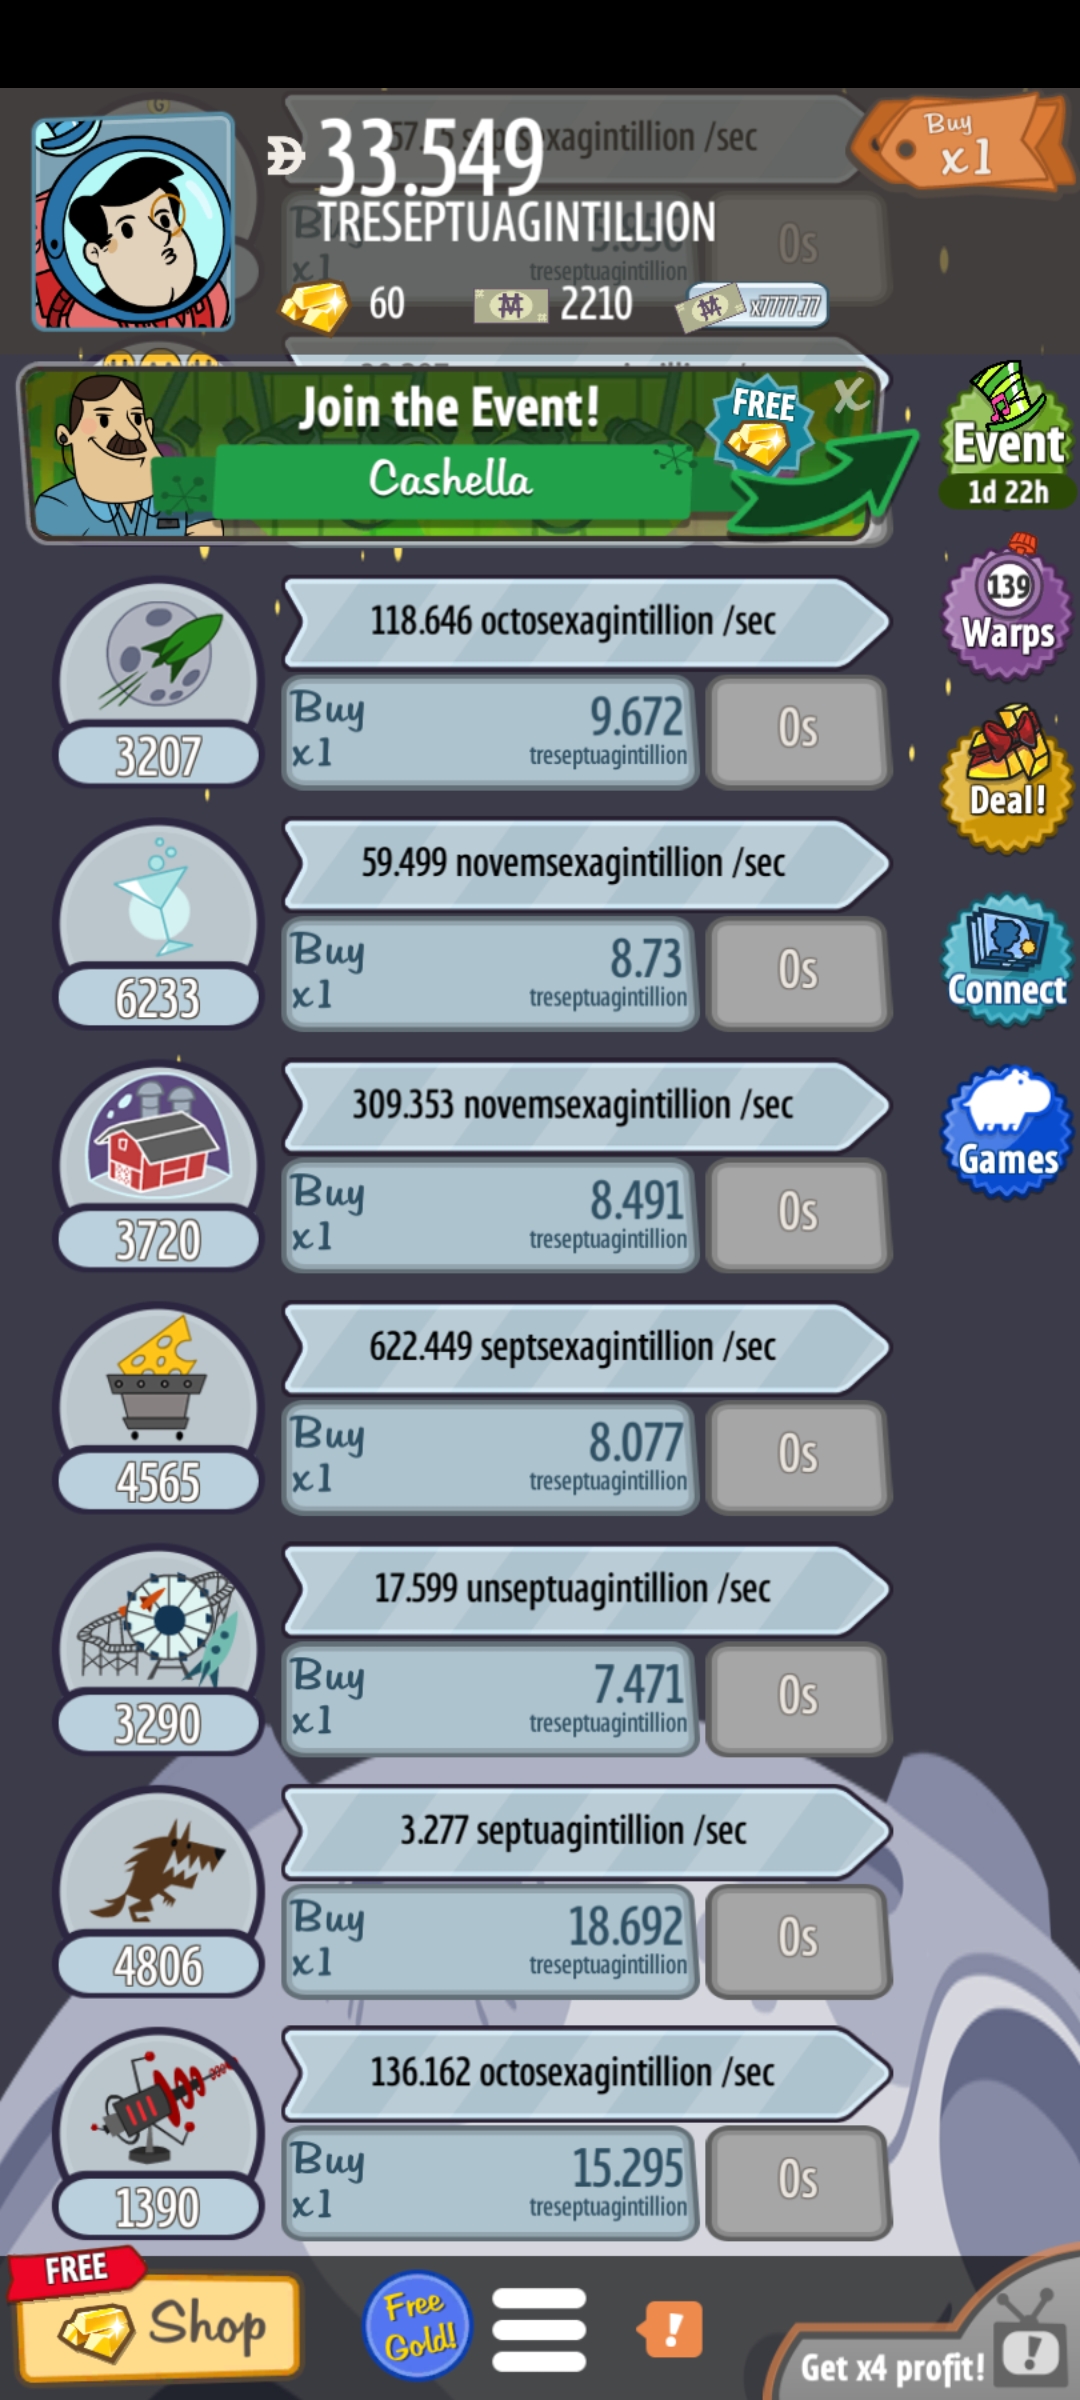 Buy
x1
33.549
TRESEPTUAGINTILLION
xagintillion /sec
0s
treseptuagintillion
60
2210
x7777.77
Join the Event!
FREE
X
Cashella
Event
1d 22h
139
Warps
Deal!
Connect
Games
118.646 octosexagintillion /sec
Buy
x1
9.672
treseptuagintillion
0s
3207
59.499 novemsexagintillion /sec
Buy
x1
8.73
treseptuagintillion
0s
6233
309.353 novemsexagintillion /sec
Buy
x1
8.491
treseptuagintillion
0s
3720
622.449 septsexagintillion /sec
Buy
x1
8.077
treseptuagintillion
0s
4565
17.599 unseptuagintillion /sec
Buy
x1
7.471
treseptuagintillion
0s
3290
3.277 septuagintillion /sec
Buy
x1
18.692
treseptuagintillion
0s
4806
136.162 octosexagintillion /sec
Buy
x1
15.295
treseptuagintillion
0s
1390
FREE
Shop
Free
Gold!
!
Get x4 profit!
!